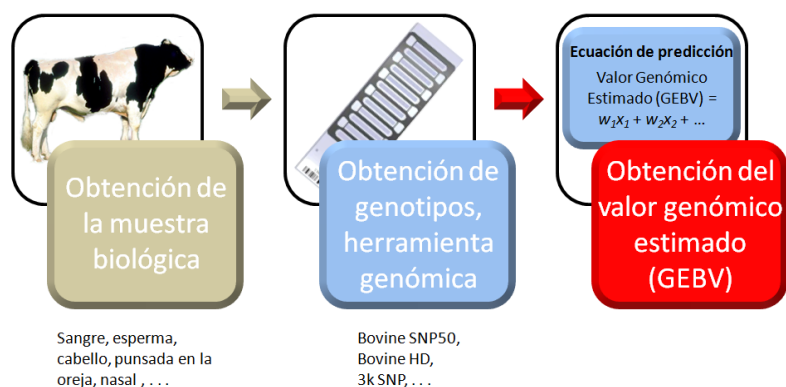 Obtención de
la muestra
biológica
Sangre, esperma,
cabello, punsada en la
oreja, nasal , . . .
Obtención de
genotipos,
herramienta
genómica
Bovine SNP50,
Bovine HD,
3k SNP, . . .
Ecuación de predicción
Valor Genómico
Estimado (GEBV) =
w₁x₁ + w₂x₂ + ...
Obtención del
valor genómico
estimado
(GEBV)